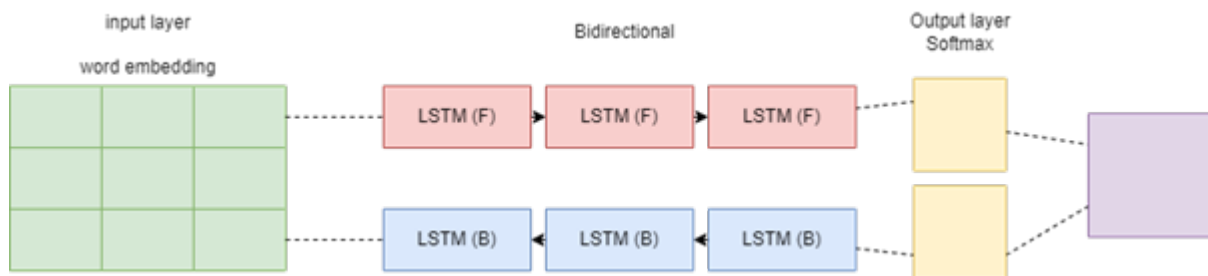 input layer
word embedding
Bidirectional
Output layer
Softmax
LSTM (F)
LSTM (F)
LSTM (F)
LSTM (B)
LSTM (B)
LSTM (B)